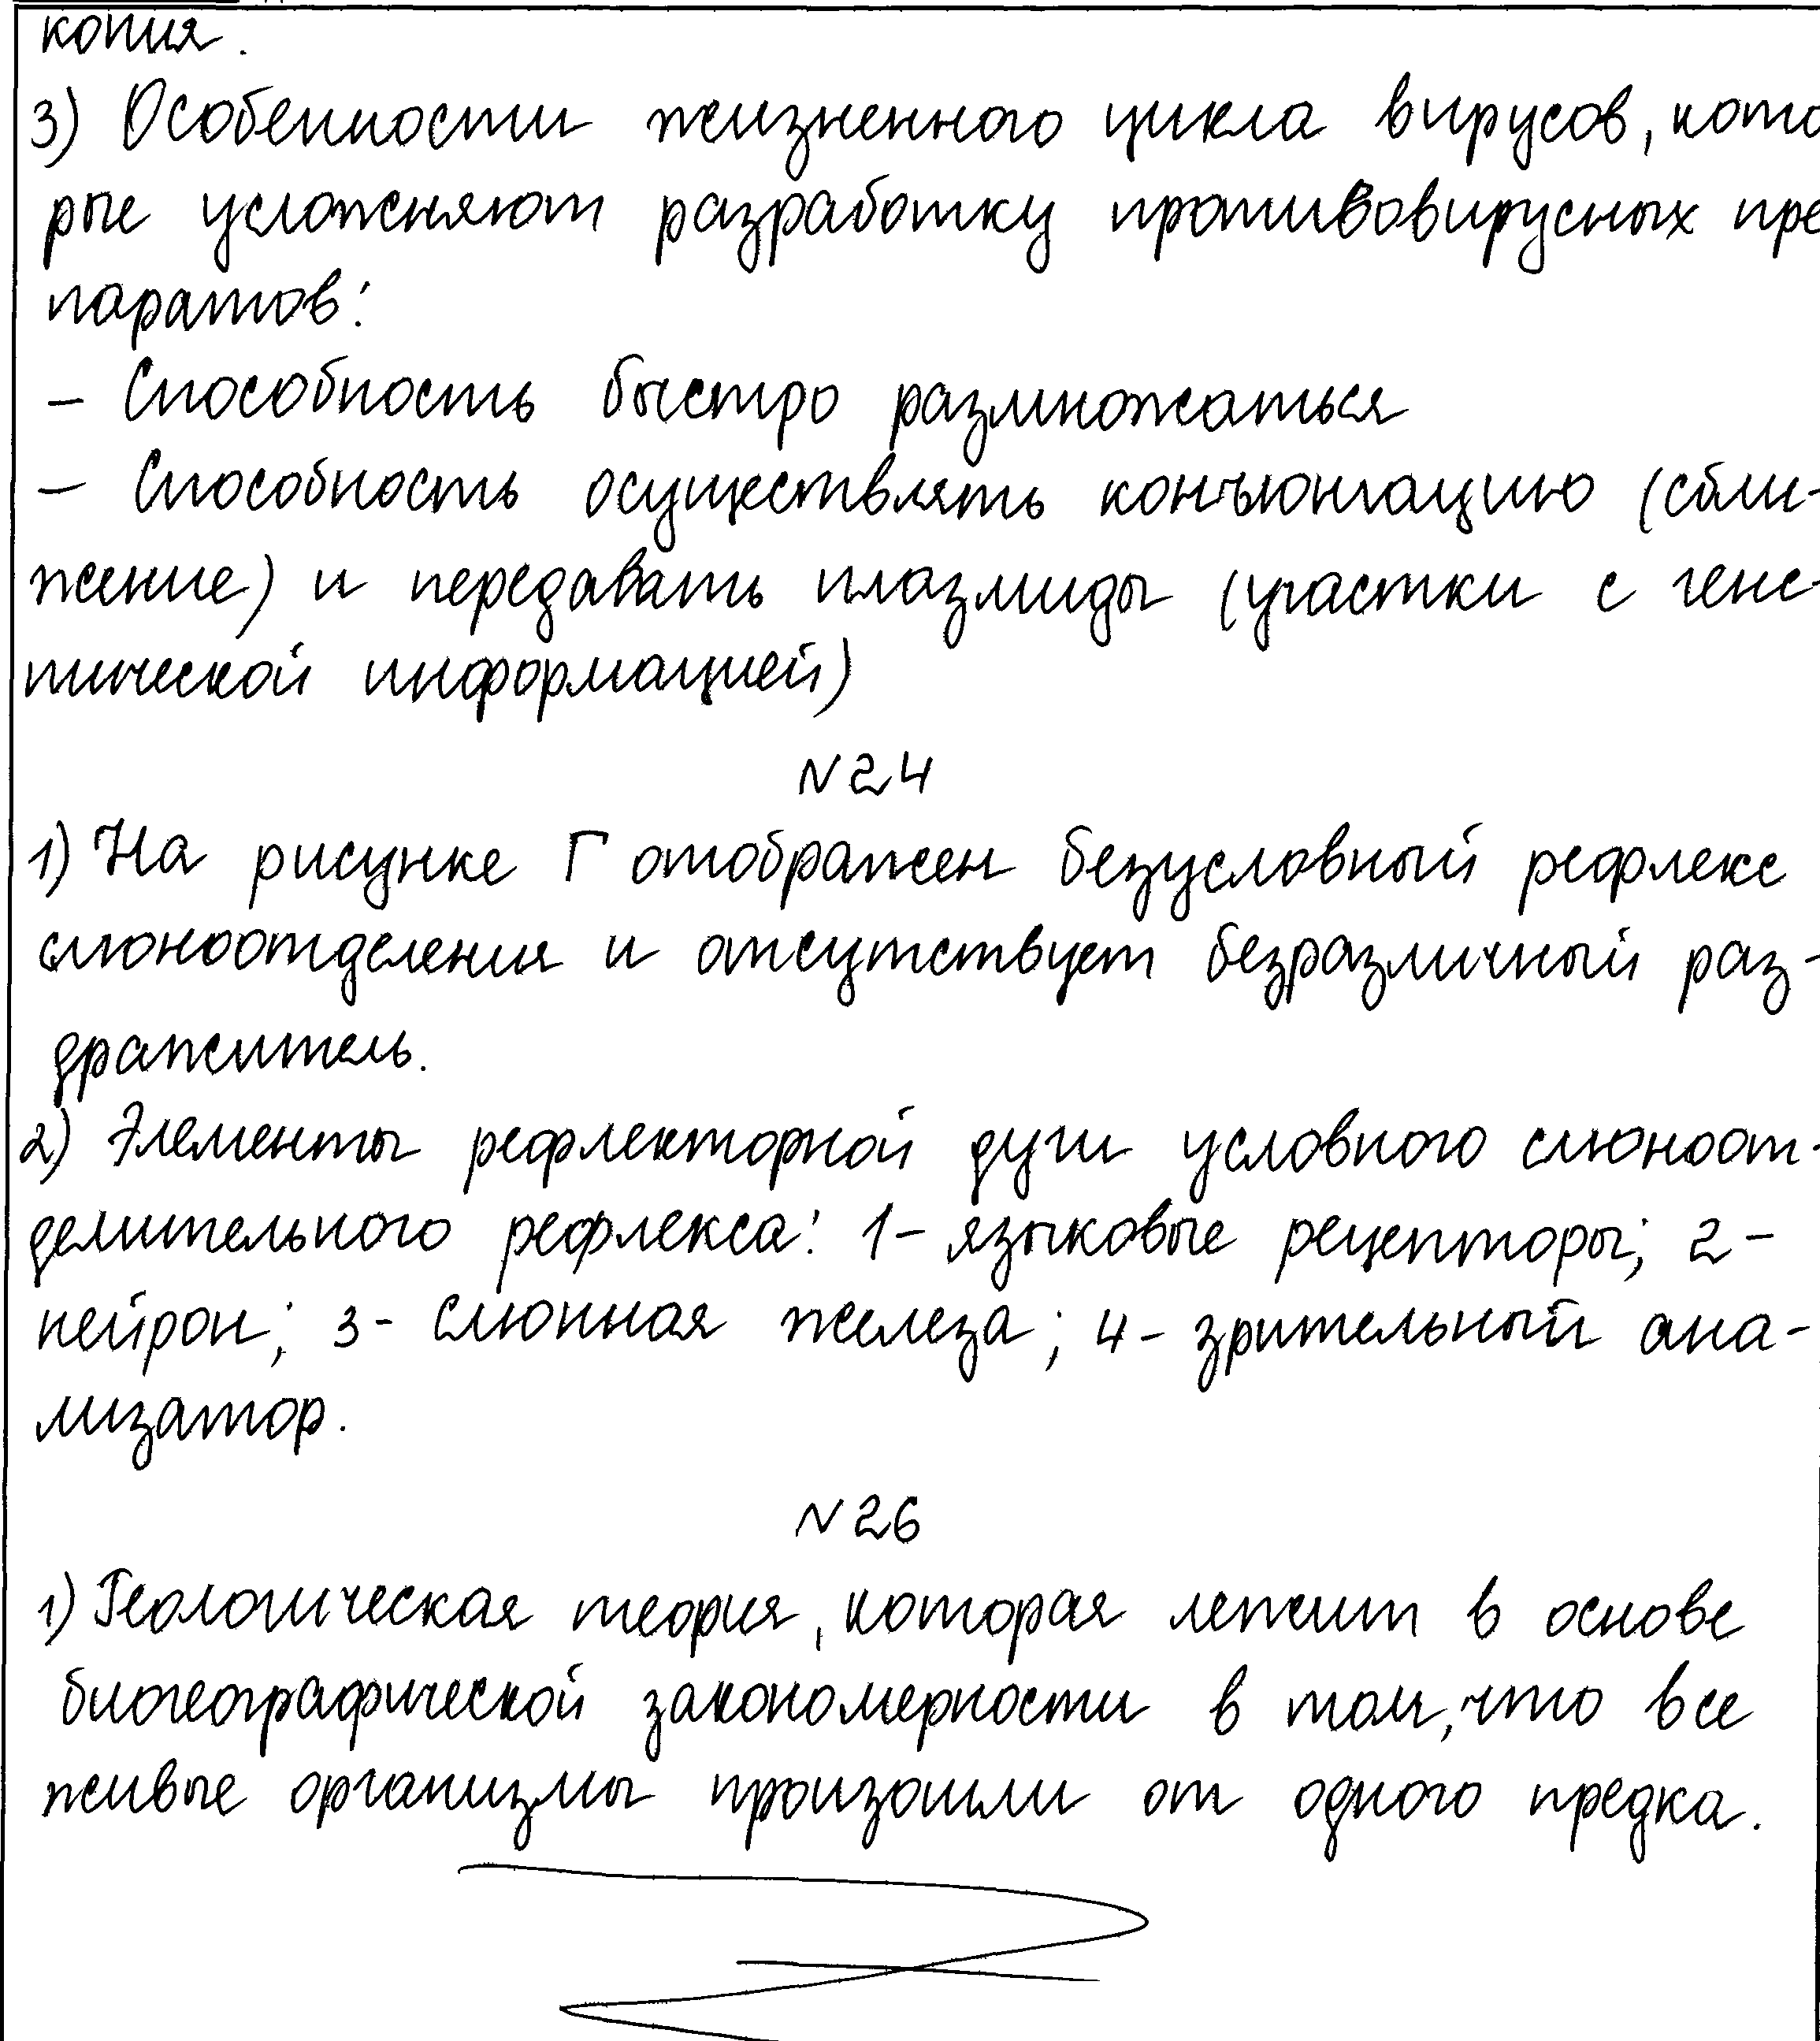 копия.
3) Особенности жизненного цикла вирусов, кото
рые усложняют разработку противовирусных пре
паратов:
- Способность быстро размножаться
- Способность осуществлять конъюнгацию (сбли-
жение) и передавать плазмиды (участки с гене-
тической информацией)
№24
1) На рисунке Г отображен безусловный рефлекс
слюноотделения и отсутствует безразличный раз-
дражитель.
2) Элементы рефлекторной дуги условного слюноот-
делительного рефлекса: 1- языковые рецепторы; 2-
нейрон; 3- слюнная железа; 4- зрительный ана-
лизатор.
№26
1) Геологическая теория, которая лежит в основе
биогеографической закономерности в том, что все
живые организмы произошли от одного предка.